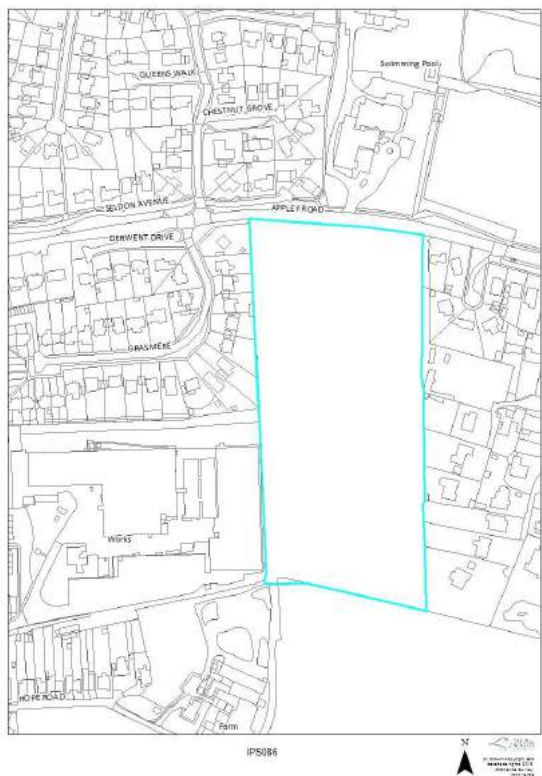 Swimming Pool
QUEENS WALK
CHESTNUT GROVE
SELDON AVENUE
APPLEY ROAD
DERWENT DRIVE
GRASMERE
Works
HOPE ROAD
Farm
IPS086
N